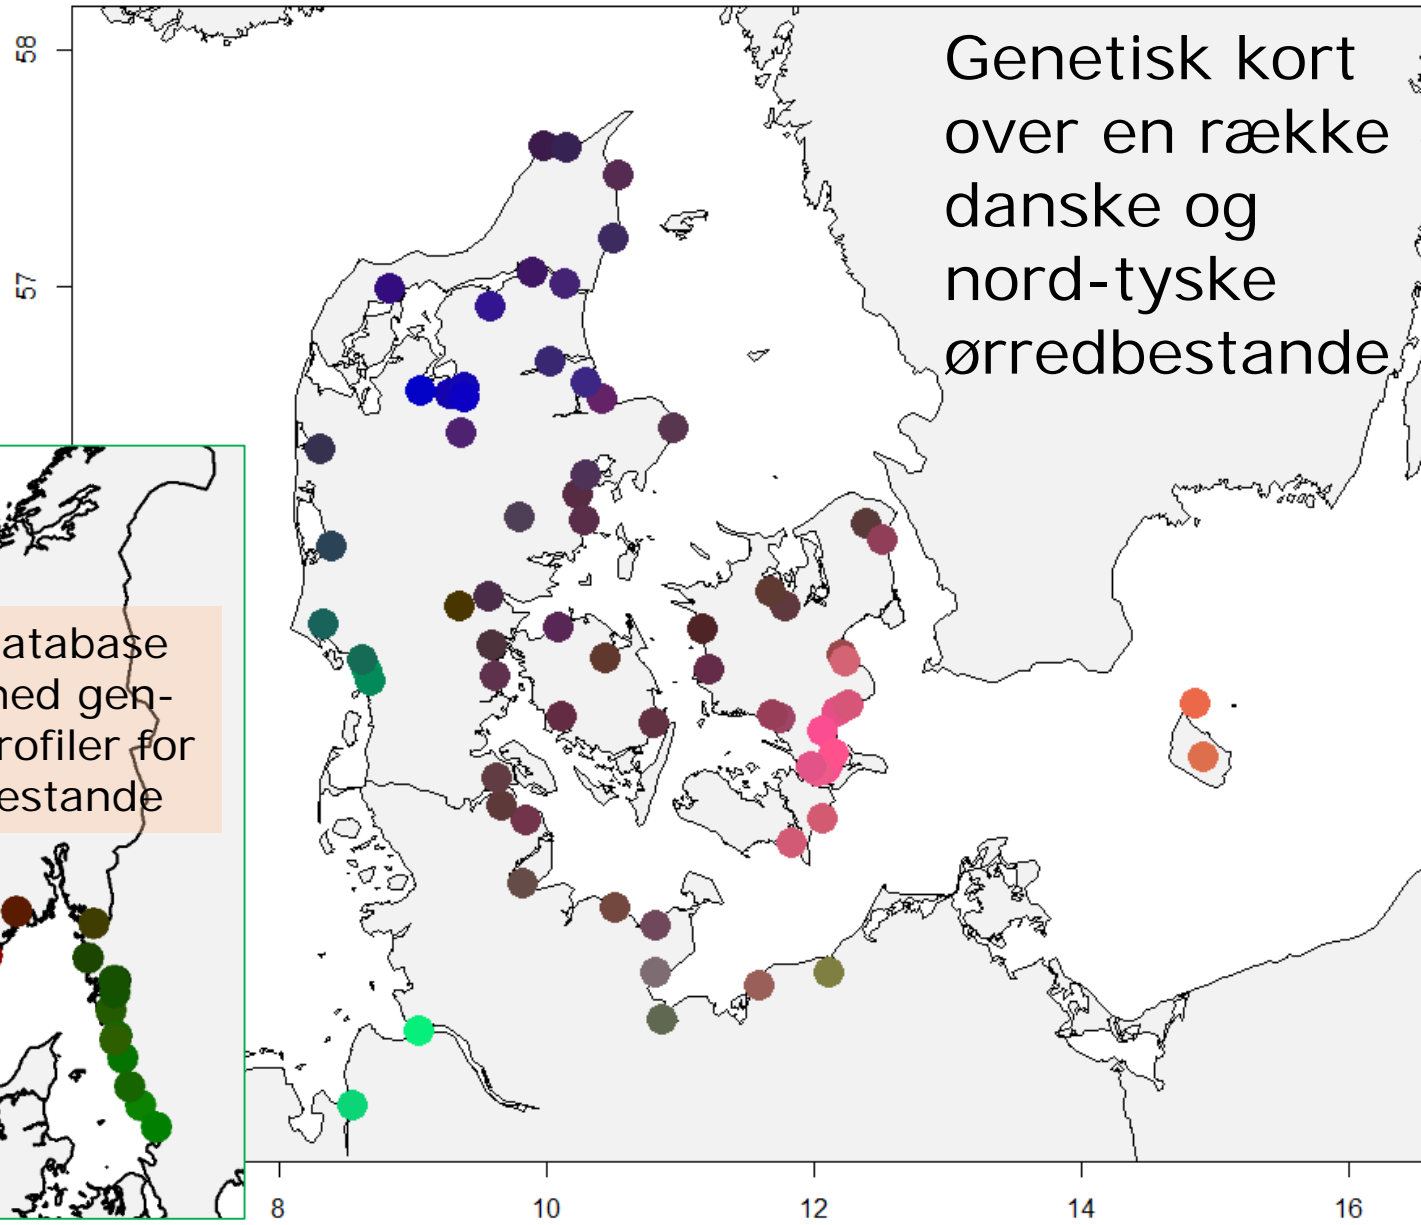 Genetisk kort
over en række
danske og
nord-tyske
ørredbestande
58
57
atabase
ned gen-
rofiler for
estande
8
10
12
14
16